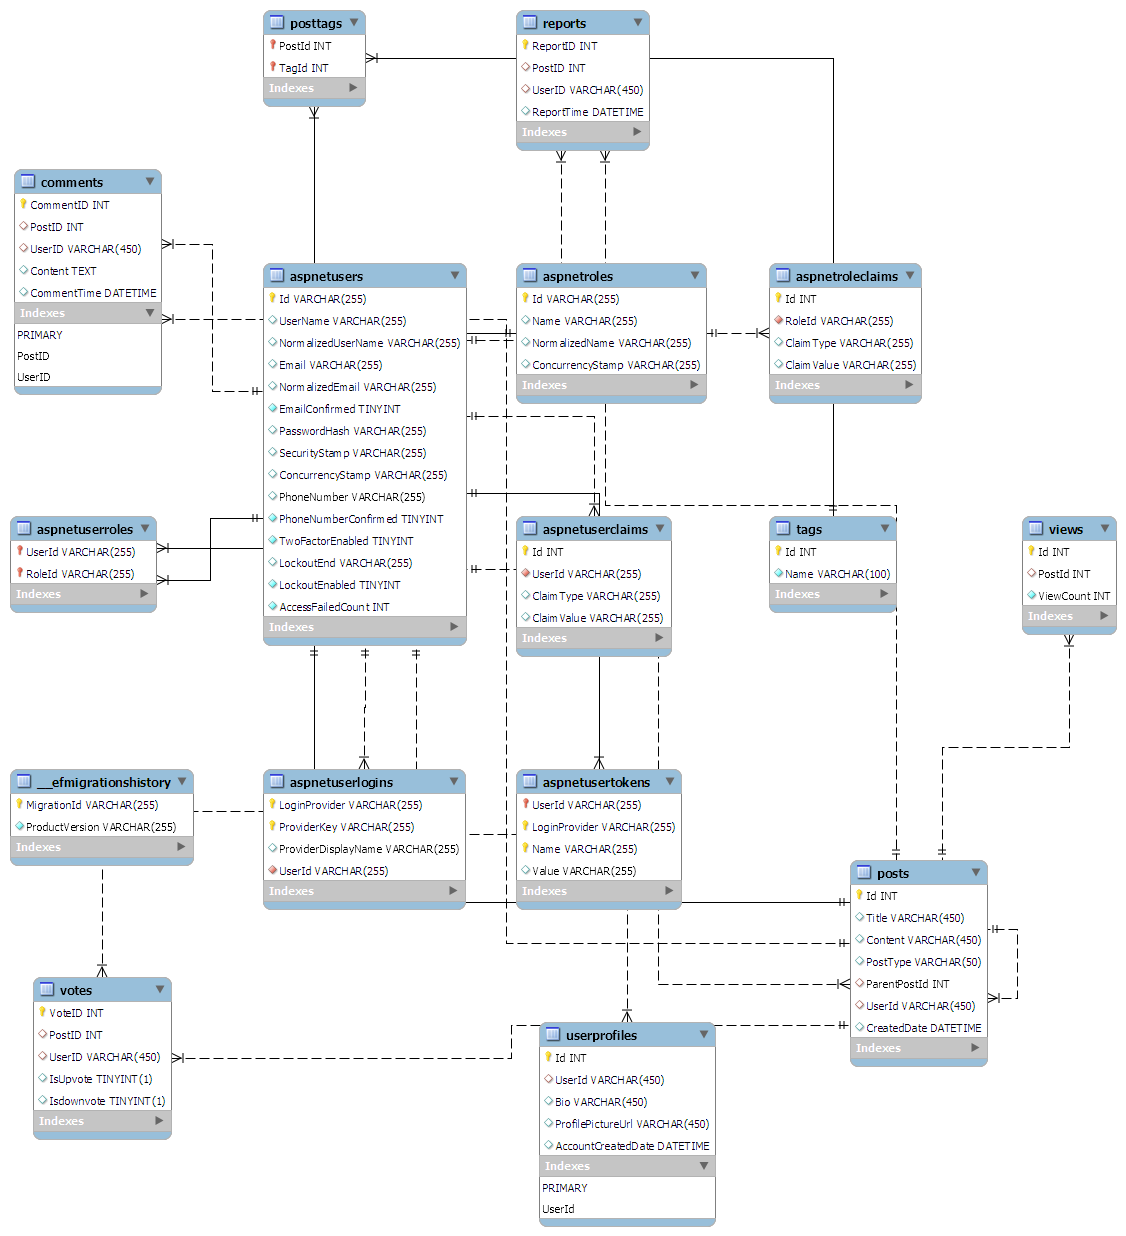 posttags
PostId INT
TagId INT
Indexes
reports
ReportID INT
PostID INT
UserID VARCHAR(450)
ReportTime DATETIME
Indexes
comments
CommentID INT
PostID INT
UserID VARCHAR(450)
Content TEXT
CommentTime DATETIME
Indexes
PRIMARY
PostID
UserID
aspnetusers
Id VARCHAR(255)
UserName VARCHAR(255)
NormalizedUserName VARCHAR(255)
Email VARCHAR(255)
NormalizedEmail VARCHAR(255)
EmailConfirmed TINYINT
PasswordHash VARCHAR(255)
SecurityStamp VARCHAR(255)
ConcurrencyStamp VARCHAR(255)
PhoneNumber VARCHAR(255)
PhoneNumberConfirmed TINYINT
TwoFactorEnabled TINYINT
LockoutEnd VARCHAR(255)
LockoutEnabled TINYINT
AccessFailedCount INT
Indexes
aspnetroles
Id VARCHAR(255)
Name VARCHAR(255)
NormalizedName VARCHAR(255)
ConcurrencyStamp VARCHAR(255)
Indexes
aspnetroleclaims
Id INT
RoleId VARCHAR(255)
ClaimType VARCHAR(255)
ClaimValue VARCHAR(255)
Indexes
aspnetuserroles
UserId VARCHAR(255)
RoleId VARCHAR(255)
Indexes
aspnetuserclaims
Id INT
UserId VARCHAR(255)
ClaimType VARCHAR(255)
ClaimValue VARCHAR(255)
Indexes
tags
Id INT
Name VARCHAR(100)
Indexes
views
Id INT
PostId INT
ViewCount INT
Indexes
__efmigrationshistory
MigrationId VARCHAR(255)
ProductVersion VARCHAR(255)
Indexes
aspnetuserlogins
LoginProvider VARCHAR(255)
ProviderKey VARCHAR(255)
ProviderDisplayName VARCHAR(255)
UserId VARCHAR(255)
Indexes
aspnetusertokens
UserId VARCHAR(255)
LoginProvider VARCHAR(255)
Name VARCHAR(255)
Value VARCHAR(255)
Indexes
posts
Id INT
Title VARCHAR(450)
Content VARCHAR(450)
PostType VARCHAR(50)
ParentPostId INT
UserId VARCHAR(450)
CreatedDate DATETIME
Indexes
votes
VoteID INT
PostID INT
UserID VARCHAR(450)
IsUpvote TINYINT(1)
Isdownvote TINYINT(1)
Indexes
userprofiles
Id INT
UserId VARCHAR(450)
Bio VARCHAR(450)
ProfilePictureUrl VARCHAR(450)
AccountCreatedDate DATETIME
Indexes
PRIMARY
UserId